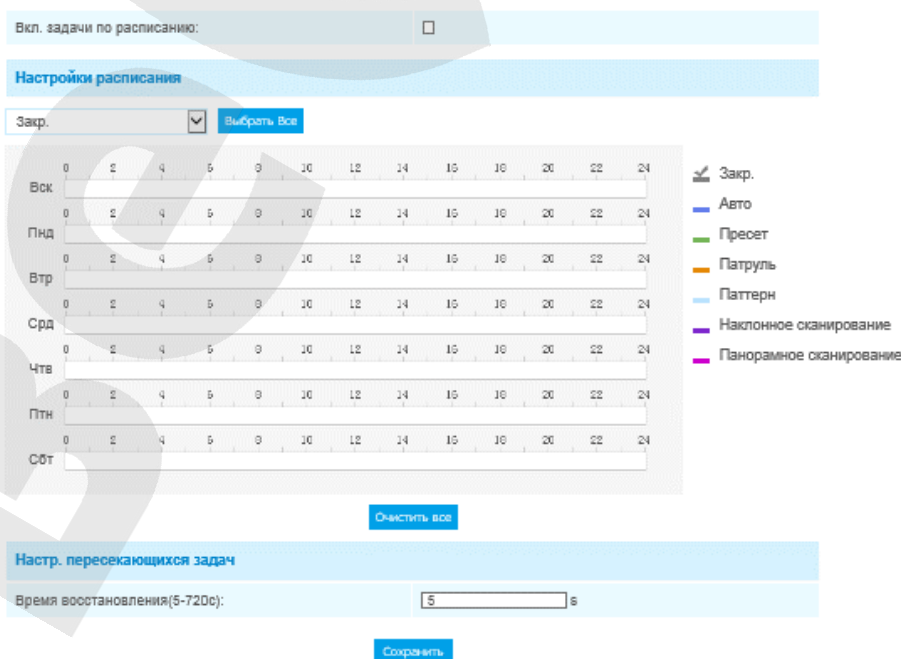 Вкл. задачи по расписанию:
Настройки расписания
Закр. Выбрать Все
0 2 4 6 8 10 12 14 16 18 20 22 24
Вск
0 2 4 6 8 10 12 14 16 18 20 22 24
Пнд
0 2 4 6 8 10 12 14 16 18 20 22 24
Втр
0 2 4 6 8 10 12 14 16 18 20 22 24
Срд
0 2 4 6 8 10 12 14 16 18 20 22 24
Чтв
0 2 4 6 8 10 12 14 16 18 20 22 24
Птн
0 2 4 6 8 10 12 14 16 18 20 22 24
Сбт
Закр.
Авто
Пресет
Патруль
Паттерн
Наклонное сканирование
Панорамное сканирование
Очистить все
Настр. пересекающихся задач
Время восстановления(5-720с): 5 s
Сохранить